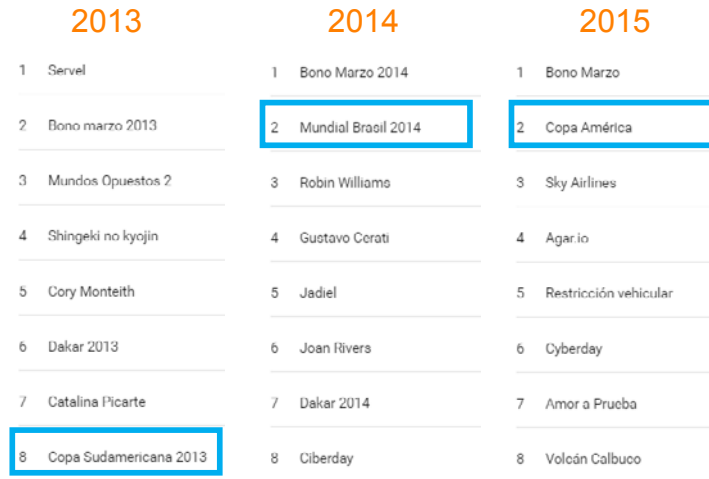 2013
1 Servel
2 Bono marzo 2013
3 Mundos Opuestos 2
4 Shingeki no kyojin
5 Cory Monteith
6 Dakar 2013
7 Catalina Picarte
8 Copa Sudamericana 2013
2014
1 Bono Marzo 2014
2 Mundial Brasil 2014
3 Robin Williams
4 Gustavo Cerati
5 Jadiel
6 Joan Rivers
7 Dakar 2014
8 Ciberday
2015
1 Bono Marzo
2 Copa América
3 Sky Airlines
4 Agar.io
5 Restricción vehicular
6 Cyberday
7 Amor a Prueba
8 Volcán Calbuco